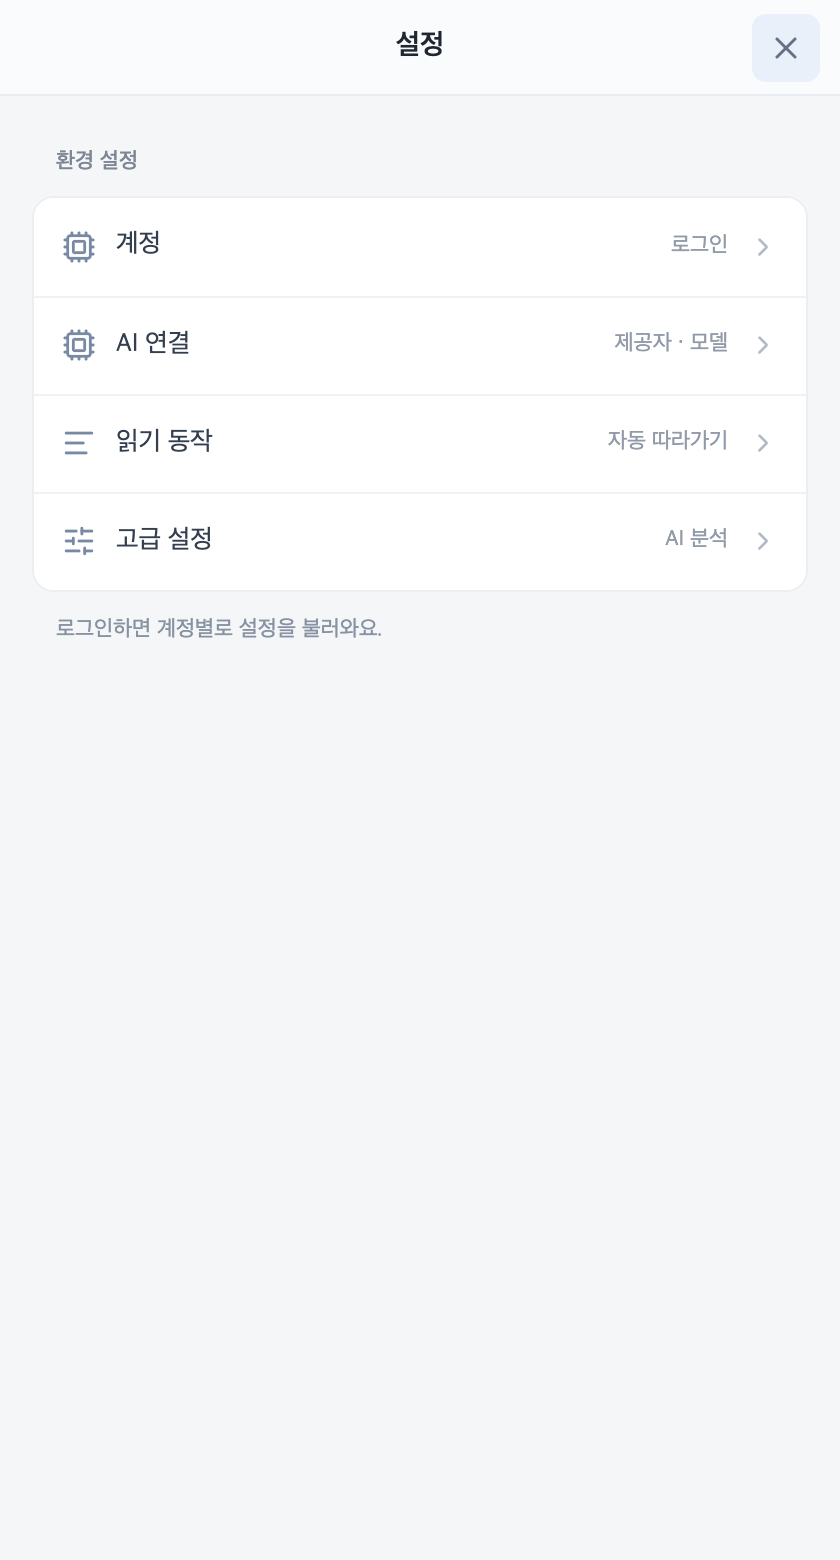 설정
환경 설정
계정 로그인
AI 연결 제공자 · 모델
읽기 동작 자동 따라가기
고급 설정 AI 분석
로그인하면 계정별로 설정을 불러와요.